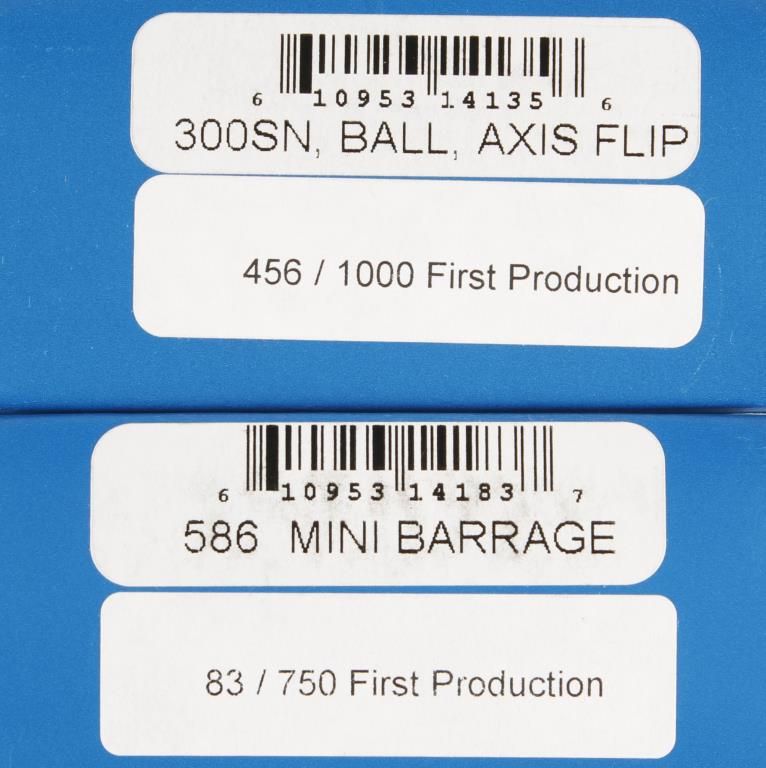 6 10953 14135 6
300SN, BALL, AXIS FLIP
456 / 1000 First Production
6 10953 14183 7
586 MINI BARRAGE
83 / 750 First Production